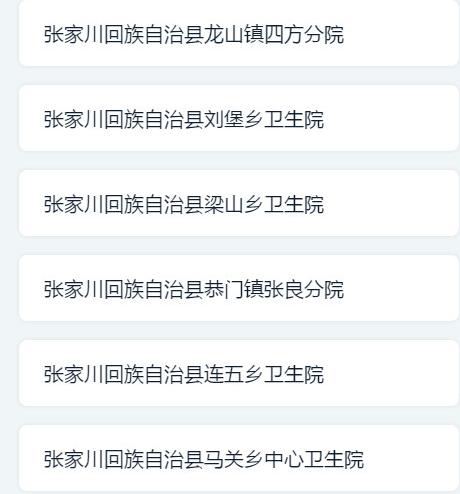 张家川回族自治县龙山镇四方分院
张家川回族自治县刘堡乡卫生院
张家川回族自治县梁山乡卫生院
张家川回族自治县恭门镇张良分院
张家川回族自治县连五乡卫生院
张家川回族自治县马关乡中心卫生院